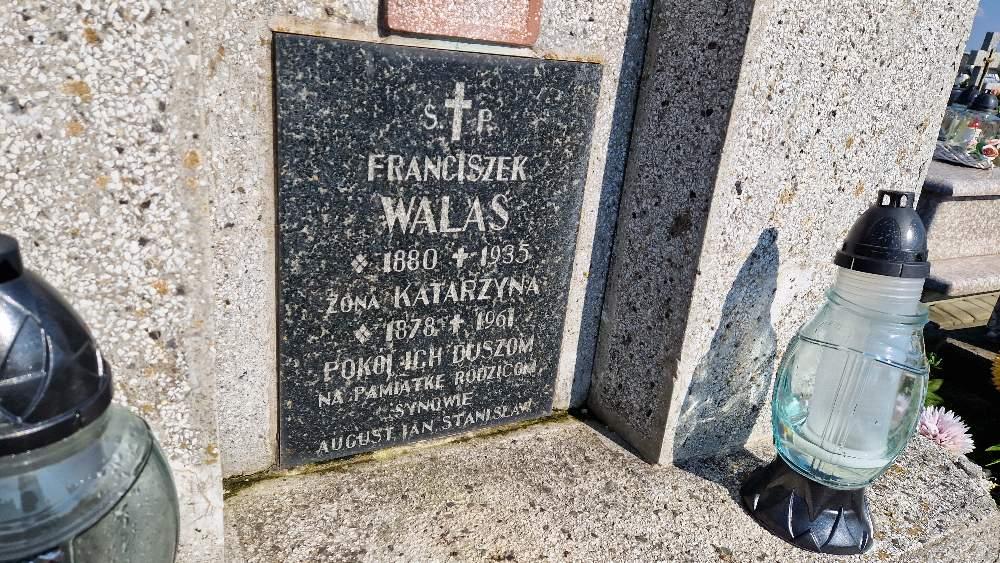 Ś. P.
FRANCISZEK
WALAS
1880 ✝ 1935
ŻONA KATARZYNA
1878 ✝ 1961
POKÓJ ICH DUSZOM
NA PAMIĄTKĘ RODZICOM
SYNOWIE
AUGUST JAN STANISŁAW